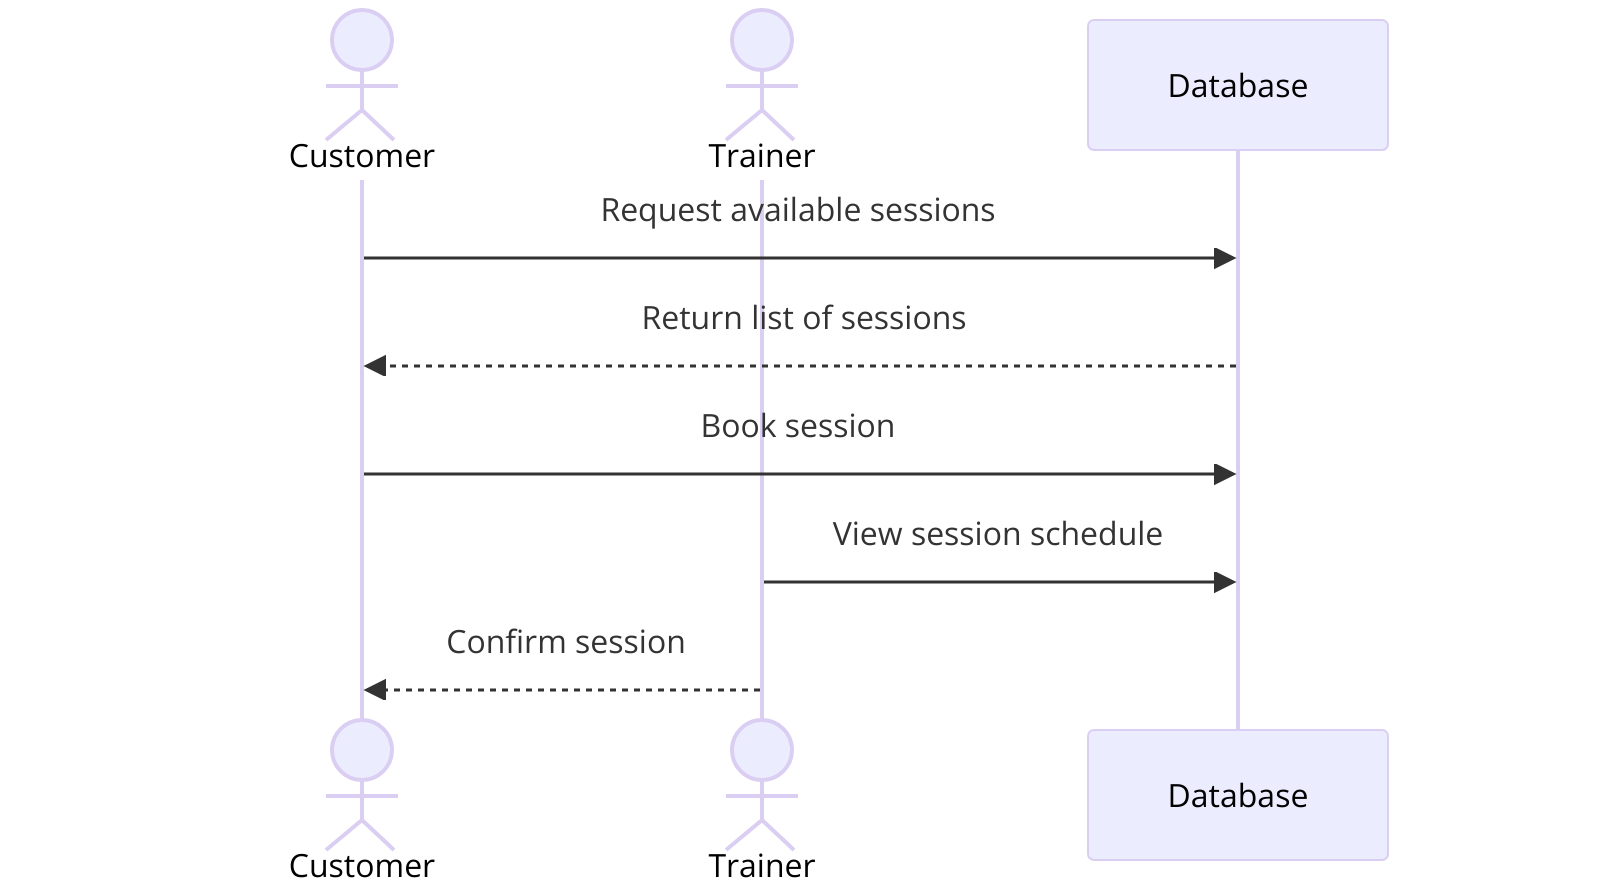 Customer
Trainer
Database
Request available sessions
Return list of sessions
Book session
View session schedule
Confirm session
Customer
Trainer
Database